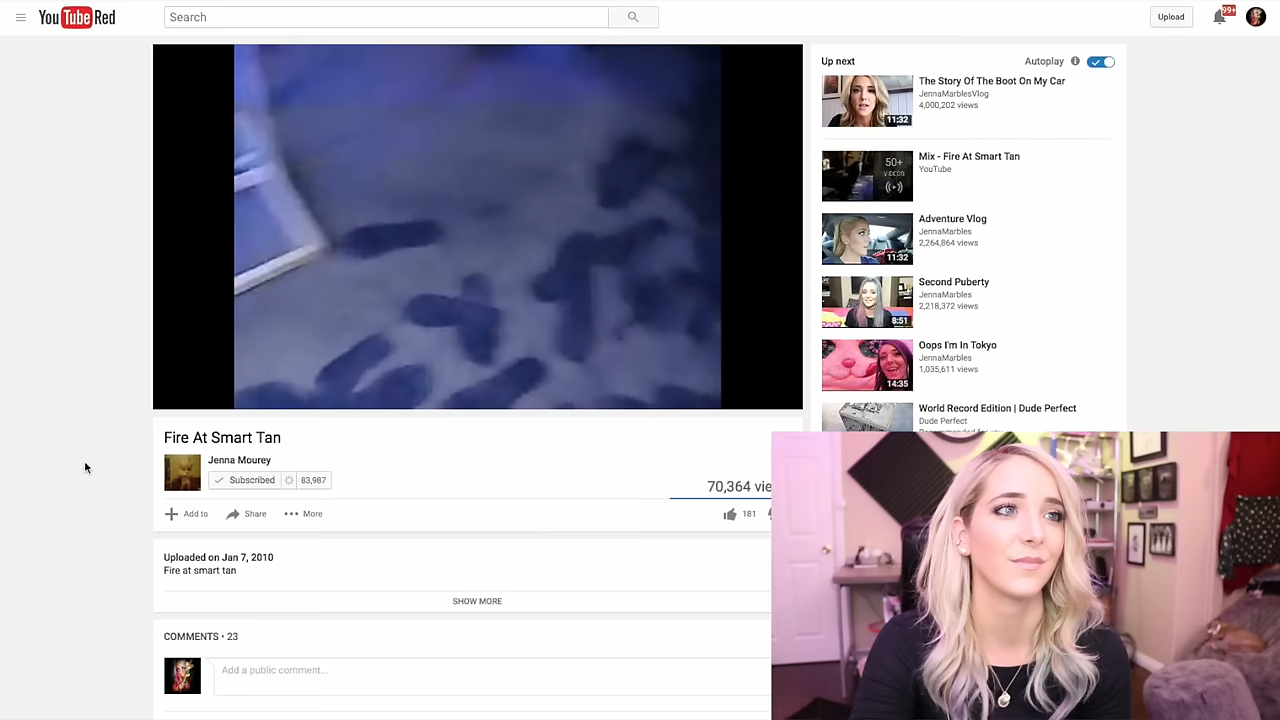 YouTube Red
Search
Upload
99+
Up next
Autoplay
The Story Of The Boot On My Car
JennaMarblesVlog
4,000,202 views
11:32
Mix - Fire At Smart Tan
YouTube
50+
VIDEOS
Adventure Vlog
JennaMarbles
2,264,864 views
11:32
Second Puberty
JennaMarbles
2,218,372 views
8:51
Oops I'm In Tokyo
JennaMarbles
1,035,611 views
14:35
World Record Edition | Dude Perfect
Dude Perfect
Fire At Smart Tan
Jenna Mourey
Subscribed 83,987
70,364
Add to Share More
181
Uploaded on Jan 7, 2010
Fire at smart tan
SHOW MORE
COMMENTS • 23
Add a public comment...